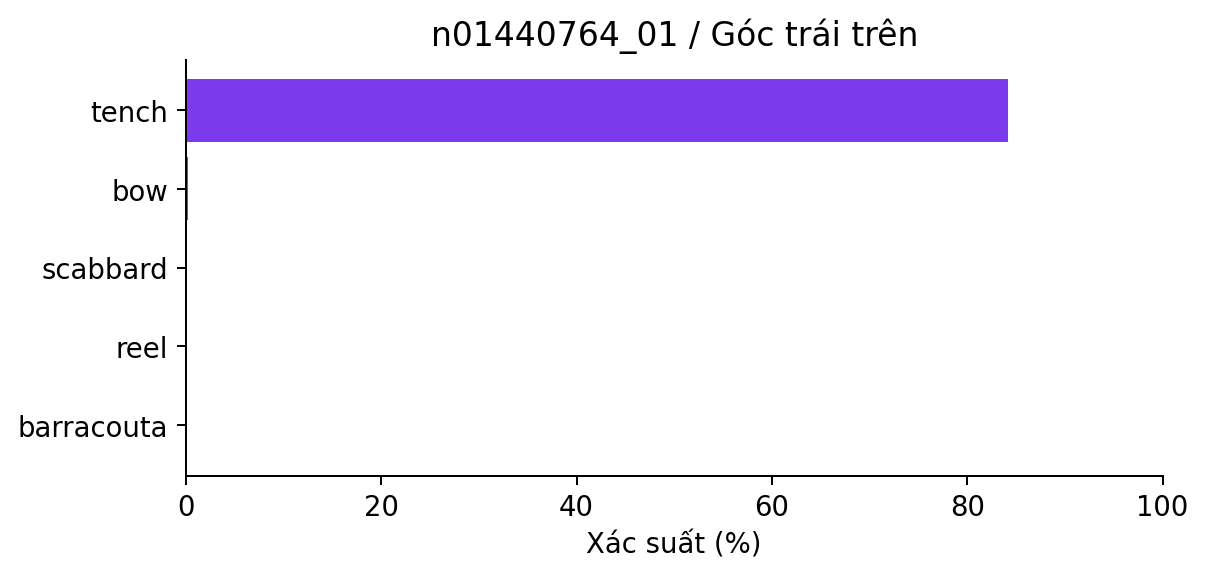 n01440764_01 / Góc trái trên
tench
bow
scabbard
reel
barracouta
0 20 40 60 80 100
Xác suất (%)